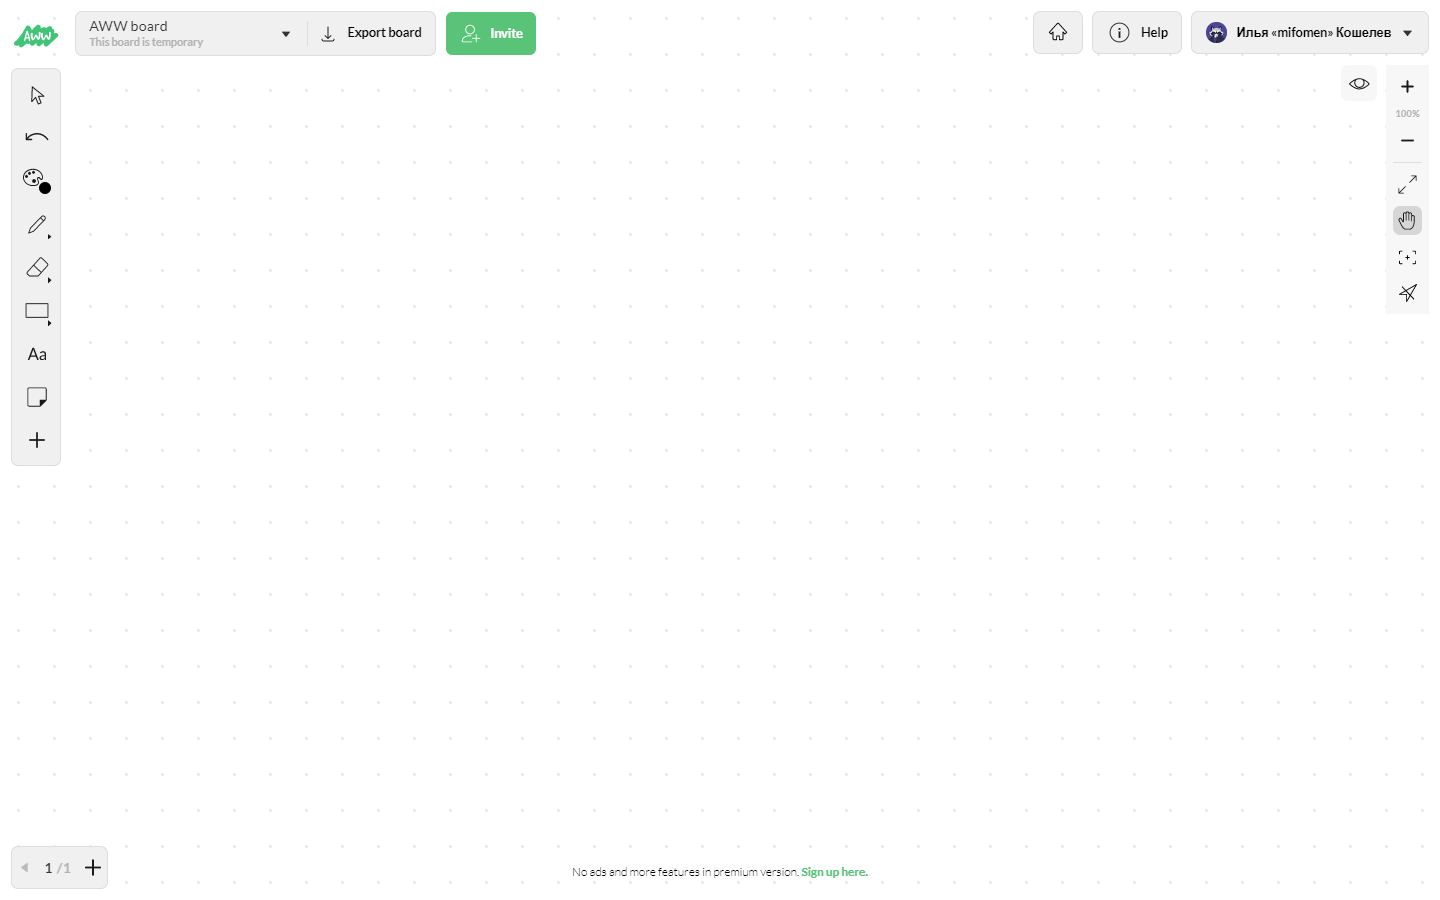 AWW
AWW board
This board is temporary
Export board
Invite
Help
Илья «mifomen» Кошелев
100%
Aa
1 /1
No ads and more features in premium version. Sign up here.